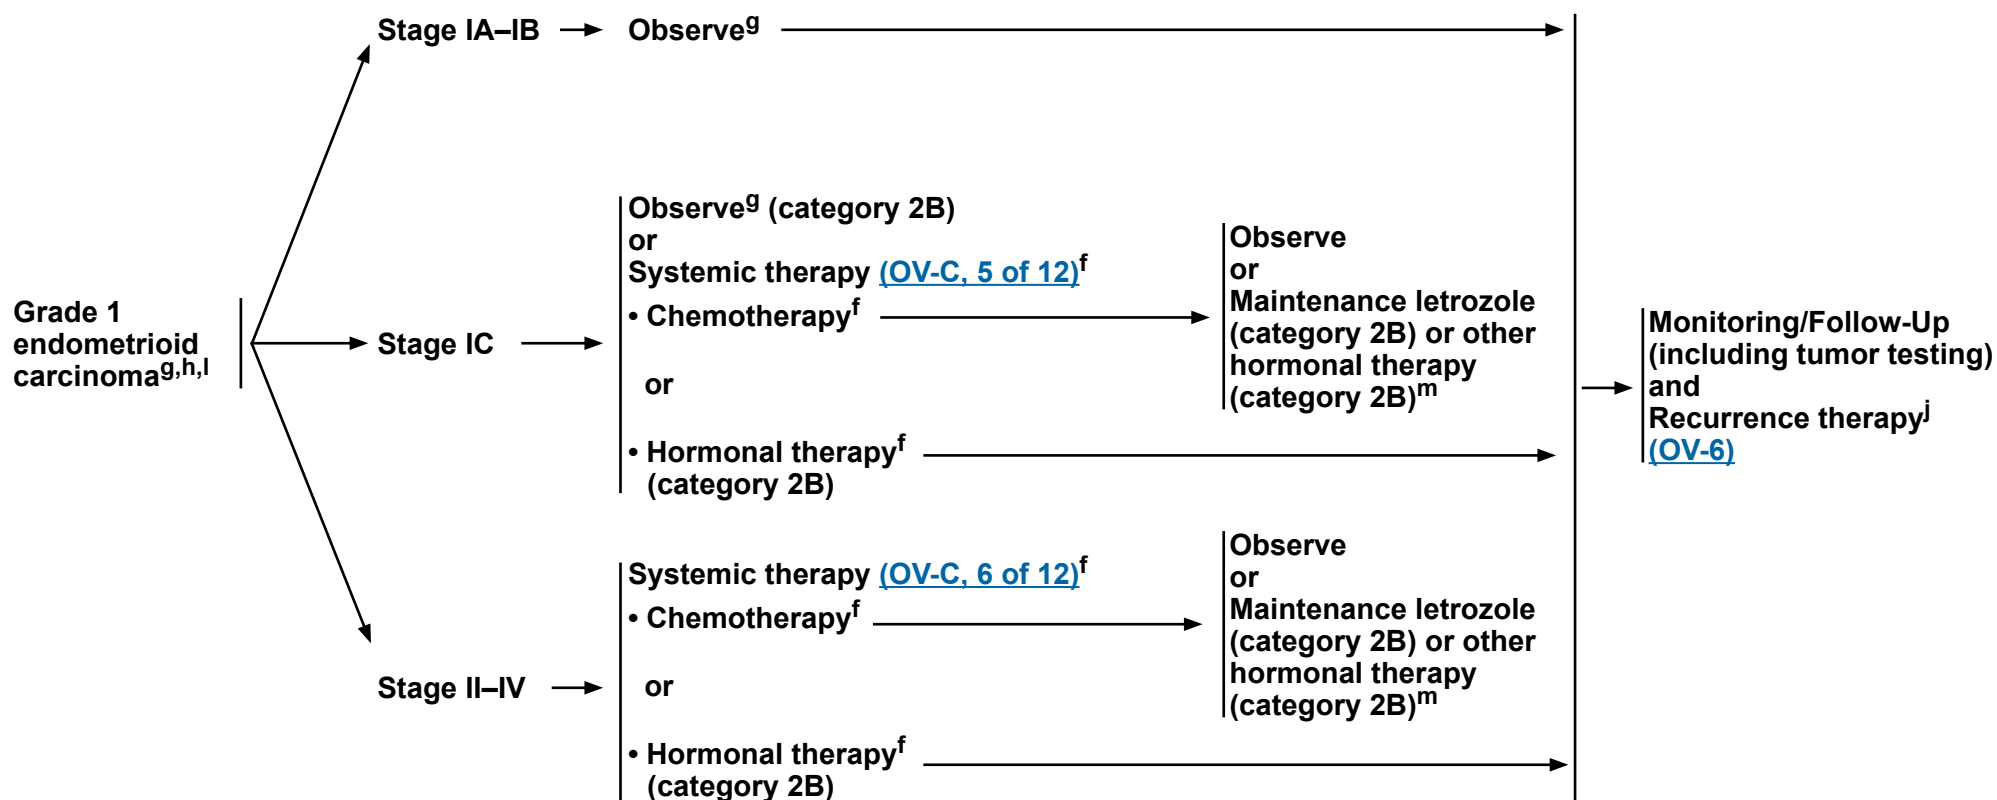 Stage IA–IB
Observeg
Grade 1
endometrioid
carcinomag,h,l
Stage IC
Observeg (category 2B)
or
Systemic therapy (OV-C, 5 of 12)f
• Chemotherapyf
or
• Hormonal therapyf
(category 2B)
Observe
or
Maintenance letrozole
(category 2B) or other
hormonal therapy
(category 2B)m
Stage II–IV
Systemic therapy (OV-C, 6 of 12)f
• Chemotherapyf
or
• Hormonal therapyf
(category 2B)
Observe
or
Maintenance letrozole
(category 2B) or other
hormonal therapy
(category 2B)m
Monitoring/Follow-Up
(including tumor testing)
and
Recurrence therapyj
(OV-6)